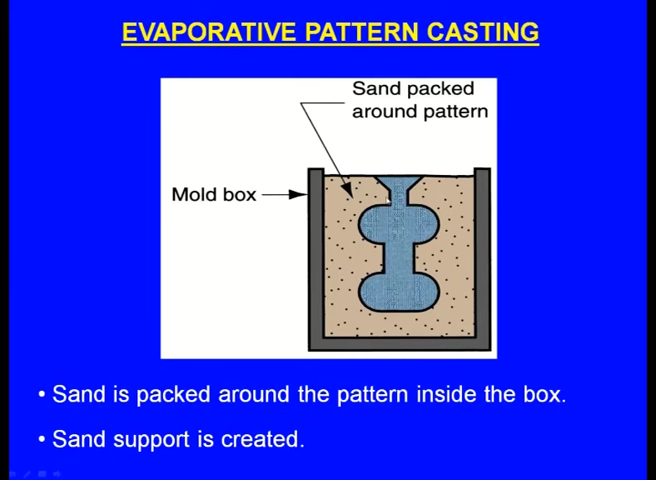 EVAPORATIVE PATTERN CASTING
Sand packed
around pattern
Mold box
• Sand is packed around the pattern inside the box.
• Sand support is created.